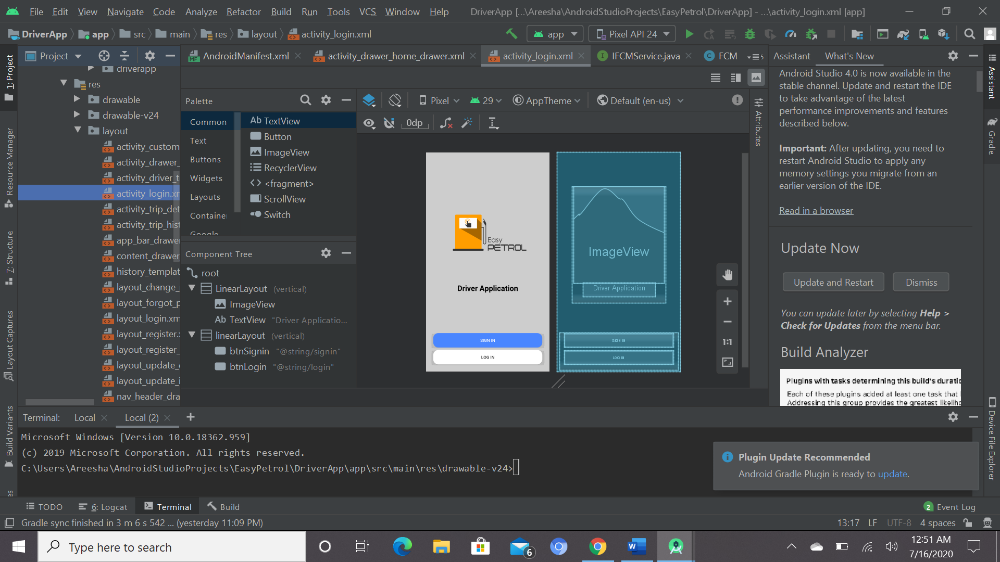 File Edit View Navigate Code Analyze Refactor Build Run Tools VCS Window Help DriverApp [...\Areesha\AndroidStudioProjects\EasyPetrol\DriverApp] - ...\activity_login.xml [app]
DriverApp app src main res layout activity_login.xml app Pixel API 24
1: Project
Resource Manager
7: Structure
Layout Captures
Build Variants
Project
driverapp
res
drawable
drawable-v24
layout
activity_custom
activity_drawer_
activity_driver_t
activity_login.x
activity_trip_det
activity_trip_hist
app_bar_drawe
content_drawer
history_templat
layout_change_
layout_forgot_p
layout_login.xm
layout_register.x
layout_register_
layout_update_
layout_update_i
nav_header_dra
AndroidManifest.xml activity_drawer_home_drawer.xml activity_login.xml IFCMService.java FCM 5
Palette
Common
Text
Buttons
Widgets
Layouts
Container
Google
Ab TextView
Button
ImageView
RecyclerView
<fragment>
ScrollView
Switch
Component Tree
root
LinearLayout (vertical)
ImageView
Ab TextView "Driver Applicatio...
linearLayout (vertical)
btnSignin "@string/signin"
btnLogin "@string/login"
Pixel 29 AppTheme Default (en-us)
0dp
Easy
PETROL
Driver Application
SIGN IN
LOG IN
ImageView
Driver Application
SIGN IN
LOG IN
1:1
Attributes
Assistant What's New
Android Studio 4.0 is now available in the
stable channel. Update and restart the IDE
to take advantage of the latest
performance improvements and features
described below.
Important: After updating, you need to
restart Android Studio to apply any
memory settings you migrate from an
earlier version of the IDE.
Read in a browser
Update Now
Update and Restart Dismiss
You can update later by selecting Help >
Check for Updates from the menu bar.
Build Analyzer
Plugins with tasks determining this build's duratio
Each of these plugins added at least one task that
Addressing this group provides the greatest likeliho
Assistant
Gradle
Device File Explorer
Terminal: Local Local (2)
Microsoft Windows [Version 10.0.18362.959]
(c) 2019 Microsoft Corporation. All rights reserved.
C:\Users\Areesha\AndroidStudioProjects\EasyPetrol\DriverApp\app\src\main\res\drawable-v24>
Plugin Update Recommended
Android Gradle Plugin is ready to update.
TODO 6: Logcat Terminal Build 2 Event Log
Gradle sync finished in 3 m 6 s 542 ... (yesterday 11:09 PM) 13:17 LF UTF-8 4 spaces
Type here to search
6
12:51 AM
7/16/2020